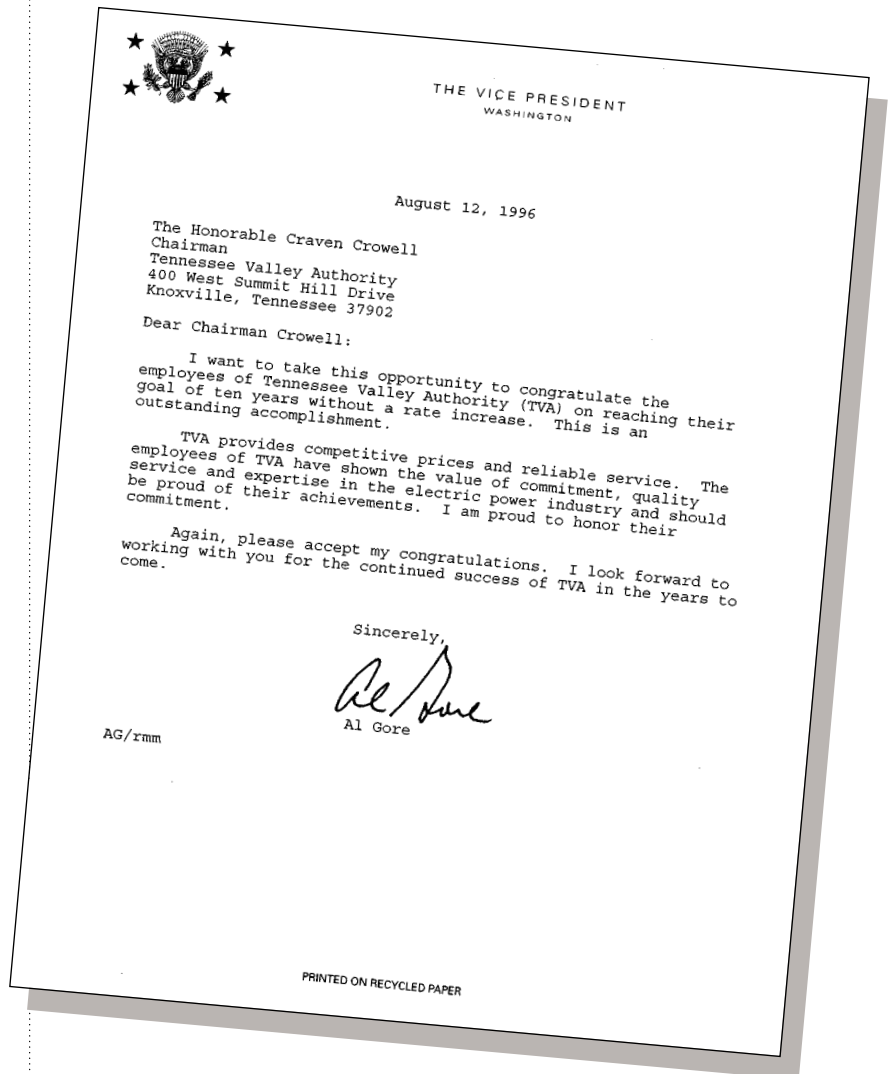 THE VICE PRESIDENT
WASHINGTON
August 12, 1996
The Honorable Craven Crowell
Chairman
Tennessee Valley Authority
400 West Summit Hill Drive
Knoxville, Tennessee 37902
Dear Chairman Crowell:
I want to take this opportunity to congratulate the
employees of Tennessee Valley Authority (TVA) on reaching their
goal of ten years without a rate increase. This is an
outstanding accomplishment.
TVA provides competitive prices and reliable service. The
employees of TVA have shown the value of commitment, quality
service and expertise in the electric power industry and should
be proud of their achievements. I am proud to honor their
commitment.
Again, please accept my congratulations. I look forward to
working with you for the continued success of TVA in the years to
come.
Sincerely,
Al Gore
Al Gore
AG/rmm
PRINTED ON RECYCLED PAPER